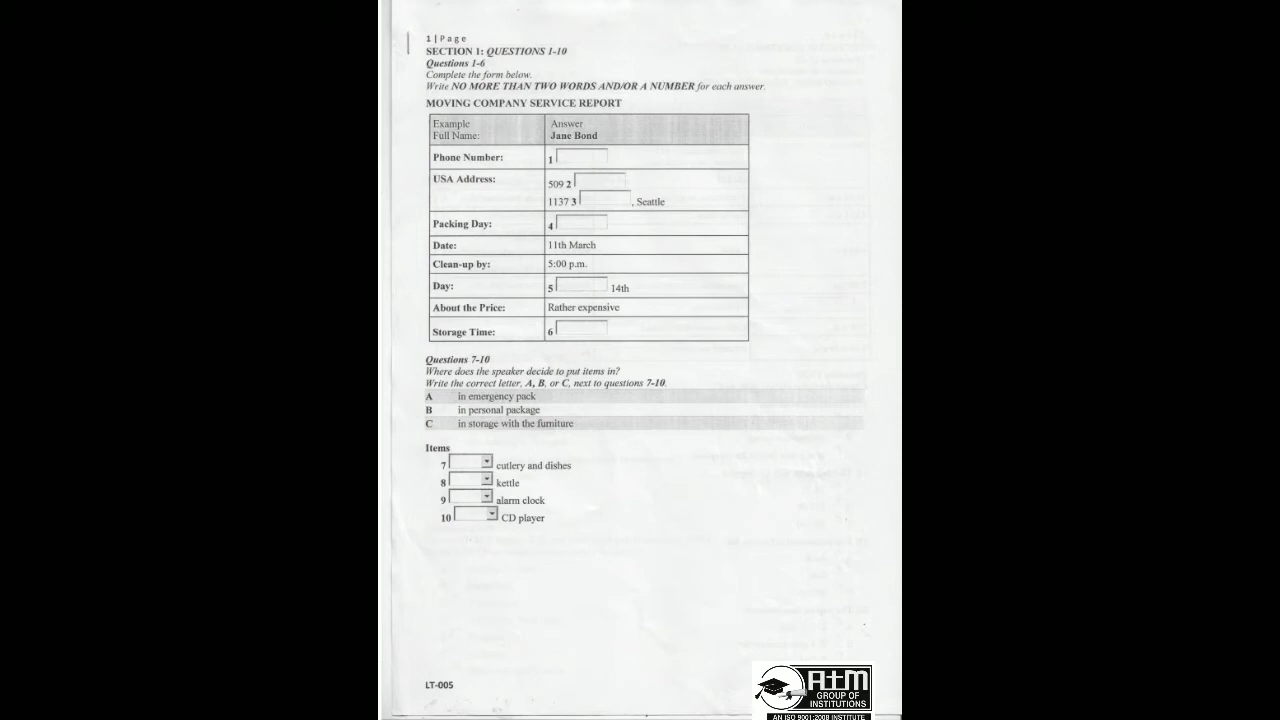 1 | Page
SECTION 1: QUESTIONS 1-10
Questions 1-6
Complete the form below.
Write NO MORE THAN TWO WORDS AND/OR A NUMBER for each answer.
MOVING COMPANY SERVICE REPORT
Example Answer
Full Name: Jane Bond
Phone Number: 1
USA Address: 509 2
1137 3 , Seattle
Packing Day: 4
Date: 11th March
Clean-up by: 5:00 p.m.
Day: 5 14th
About the Price: Rather expensive
Storage Time: 6
Questions 7-10
Where does the speaker decide to put items in?
Write the correct letter, A, B, or C, next to questions 7-10.
A in emergency pack
B in personal package
C in storage with the furniture
Items
7 cutlery and dishes
8 kettle
9 alarm clock
10 CD player
LT-005
A±M
GROUP OF
INSTITUTIONS
AN ISO 9001:2008 INSTITUTE